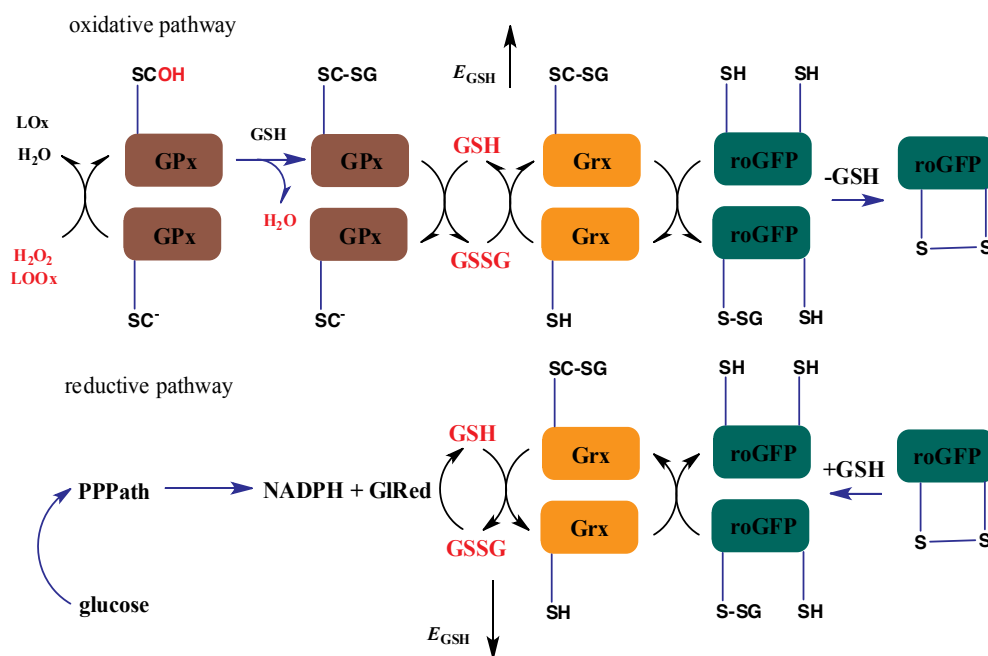 oxidative pathway
SCOH
SC-SG
E GSH
SC-SG
SH
SH
LOx
H2O
GPx
GSH
GPx
GSH
Grx
roGFP
-GSH
roGFP
H2O
H2O2
LOOx
GPx
GPx
GSSG
Grx
roGFP
S
S
SC-
SC-
SH
S-SG
SH
reductive pathway
SC-SG
SH
SH
GSH
Grx
roGFP
+GSH
roGFP
PPPath
NADPH + GlRed
GSSG
Grx
roGFP
S
S
glucose
SH
S-SG
SH
E GSH